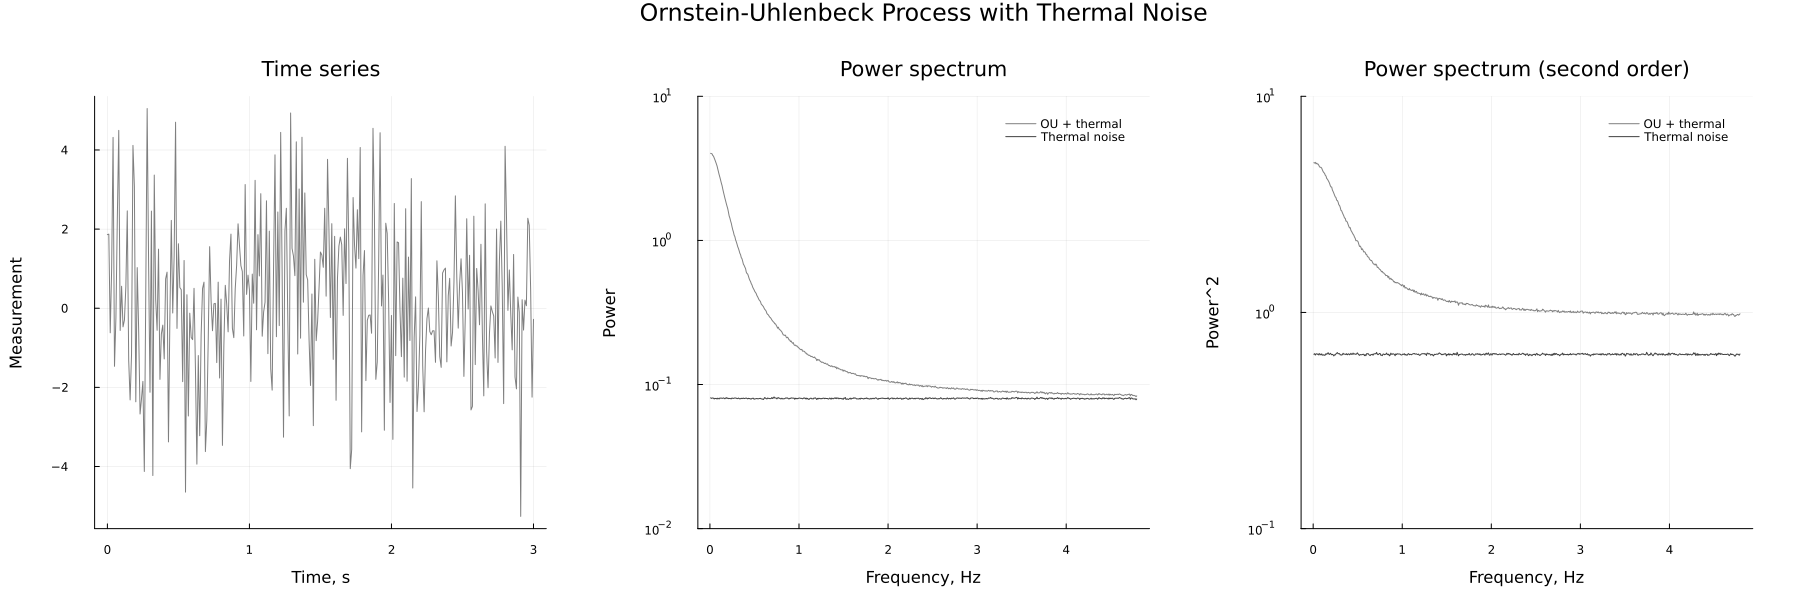 Ornstein-Uhlenbeck Process with Thermal Noise
Time series
Measurement
4
2
0
−2
−4
0 1 2 3
Time, s
Power spectrum
Power
10^1
10^0
10^-1
10^-2
OU + thermal
Thermal noise
0 1 2 3 4
Frequency, Hz
Power spectrum (second order)
Power^2
10^1
10^0
10^-1
OU + thermal
Thermal noise
0 1 2 3 4
Frequency, Hz